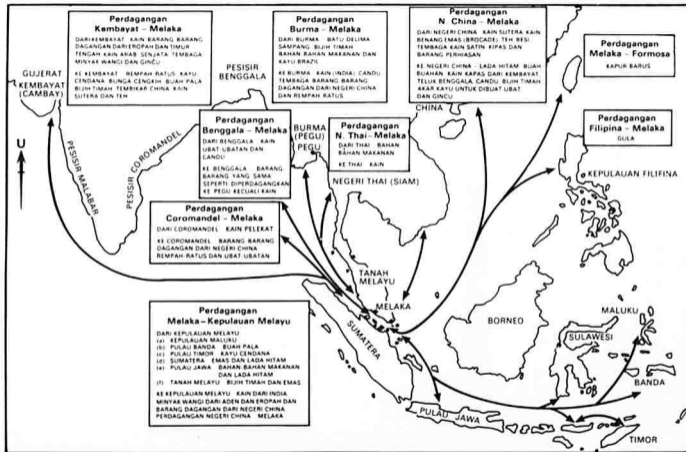 Perdagangan
Kembayat – Melaka
DARI KEMBAYAT KAIN BARANG BARANG
DAGANGAN DARI EROPAH DAN TIMUR
TENGAH KAIN ARAB SENJATA TEMBAGA
MINYAK WANGI DAN GINCU
KE KEMBAYAT REMPAH RATUS KAYU
CENDANA BUNGA CENGKIH BUAH PALA
BIJIH TIMAH TEMBIKAR CHINA KAIN
SUTERA DAN TEH
Perdagangan
Burma – Melaka
DARI BURMA BATU DELIMA
SAMPANG BIJIH TIMAH
BAHAN BAHAN MAKANAN DAN
KAYU BRAZIL
KE BURMA KAIN (INDIA) CANDU
TEMBAGA BARANG BARANG
DAGANGAN DARI NEGERI CHINA
DAN REMPAH RATUS
Perdagangan
N. China – Melaka
DARI NEGERI CHINA KAIN SUTERA KAIN
BENANG EMAS (BROCADE) TEH BESI
TEMBAGA KAIN SATIN KIPAS DAN
BARANG PERHIASAN
KE NEGERI CHINA LADA HITAM BUAH
BUAHAN KAIN KAPAS DARI KEMBAYAT
TELUK BENGGALA CANDU BIJIH TIMAH
AKAR KAYU UNTUK DIBUAT UBAT
DAN GINCU
Perdagangan
Melaka – Formosa
KAPUR BARUS
Perdagangan
Filipina – Melaka
GULA
GUJERAT
KEMBAYAT
(CAMBAY)
PESISIR
BENGGALA
CHINA
U
PESISIR MALABAR
PESISIR COROMANDEL
Perdagangan
Benggala – Melaka
DARI BENGGALA KAIN
UBAT UBATAN DAN
CANDU
KE BENGGALA BARANG
BARANG YANG SAMA
SEPERTI DIPERDAGANGKAN
KE PEGU KECUALI KAIN
BURMA
(PEGU)
PEGU
Perdagangan
N. Thai – Melaka
DARI THAI BAHAN
BAHAN MAKANAN
KE THAI KAIN
NEGERI THAI (SIAM)
KEPULAUAN FILIFINA
Perdagangan
Coromandel – Melaka
DARI COROMANDEL KAIN PELEKAT
KE COROMANDEL BARANG BARANG
DAGANGAN DARI NEGERI CHINA
REMPAH RATUS DAN UBAT UBATAN
TANAH
MELAYU
MELAKA
SUMATERA
BORNEO
MALUKU
SULAWESI
BANDA
PULAU JAWA
TIMOR
Perdagangan
Melaka–Kepulauan Melayu
DARI KEPULAUAN MELAYU
(a) KEPULAUAN MALUKU
(b) PULAU BANDA BUAH PALA
(c) PULAU TIMOR KAYU CENDANA
(d) SUMATERA EMAS DAN LADA HITAM
(e) PULAU JAWA BAHAN BAHAN MAKANAN
DAN LADA HITAM
(f) TANAH MELAYU BIJIH TIMAH DAN EMAS
KE KEPULAUAN MELAYU KAIN DARI INDIA
MINYAK WANGI DARI ADEN DAN EROPAH DAN
BARANG DAGANGAN DARI NEGERI CHINA
PERDAGANGAN NEGERI CHINA MELAKA